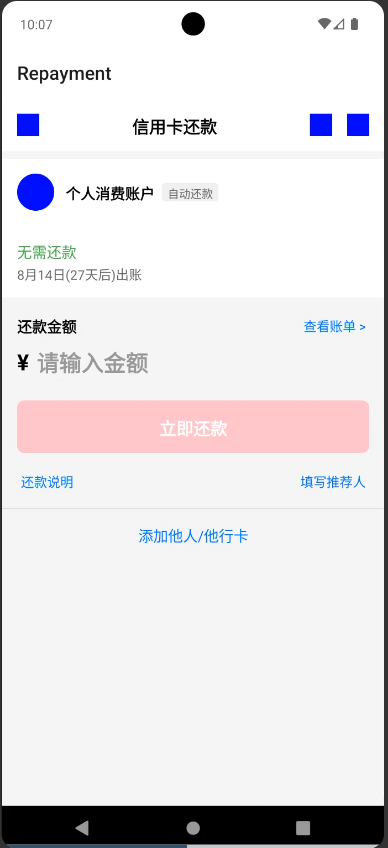 10:07
Repayment
信用卡还款
个人消费账户 自动还款
无需还款
8月14日(27天后)出账
还款金额 查看账单 >
¥ 请输入金额
立即还款
还款说明 填写推荐人
添加他人/他行卡